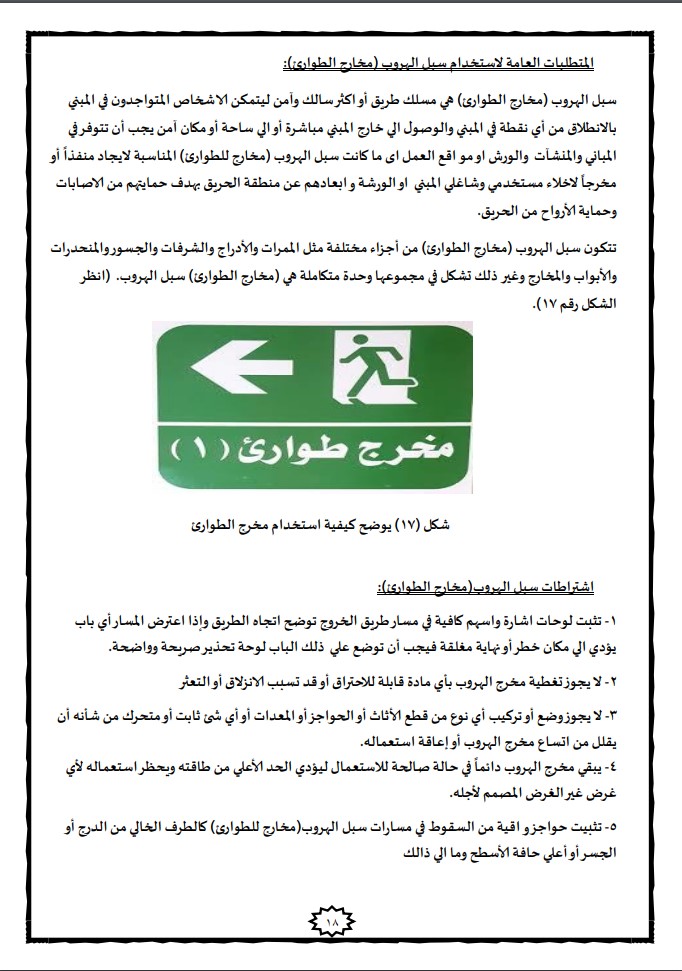 المتطلبات العامة لاستخدام سبل الهروب (مخارج الطوارئ):
سبل الهروب (مخارج الطوارئ) هي مسلك طريق أو اكثر سالك وآمن ليتمكن الاشخاص المتواجدون في المبني
بالانطلاق من أي نقطة في المبني والوصول الي خارج المبني مباشرة أو الي ساحة أو مكان آمن يجب أن تتوفر في
المباني والمنشآت والورش او مو اقع العمل اى ما كانت سبل الهروب (مخارج للطوارئ) المناسبة لايجاد منفذاً أو
مخرجاً لاخلاء مستخدمي وشاغلي المبني او الورشة و ابعادهم عن منطقة الحريق بهدف حمايتهم من الاصابات
وحماية الأرواح من الحريق.
تتكون سبل الهروب (مخارج الطوارئ) من أجزاء مختلفة مثل الممرات والأدراج والشرفات والجسور والمنحدرات
والأبواب والمخارج وغير ذلك تشكل في مجموعها وحدة متكاملة هي (مخارج الطوارئ) سبل الهروب. (انظر
الشكل رقم ١٧).
مخرج طوارئ ( ١ )
شكل (١٧) يوضح كيفية استخدام مخرج الطوارئ
اشتراطات سبل الهروب(مخارج الطوارئ):
١- تثبت لوحات اشارة واسهم كافية في مسار طريق الخروج توضح اتجاه الطريق وإذا اعترض المسار أي باب
يؤدي الي مكان خطر أو نهاية مغلقة فيجب أن توضع علي ذلك الباب لوحة تحذير صريحة وواضحة.
٢- لا يجوز تغطية مخرج الهروب بأي مادة قابلة للاحتراق أو قد تسبب الانزلاق أو التعثر
٣- لا يجوز وضع أو تركيب أي نوع من قطع الأثاث أو الحواجز أو المعدات أو أي شئ ثابت أو متحرك من شأنه أن
يقلل من اتساع مخرج الهروب أو إعاقة استعماله.
٤- يبقي مخرج الهروب دائماً في حالة صالحة للاستعمال ليؤدي الحد الأعلي من طاقته ويحظر استعماله لأي
غرض غير الغرض المصمم لأجله.
٥- تثبيت حواجز و اقية من السقوط في مسارات سبل الهروب(مخارج للطوارئ) كالطرف الخالي من الدرج أو
الجسر أو أعلي حافة الأسطح وما الي ذالك
١٨